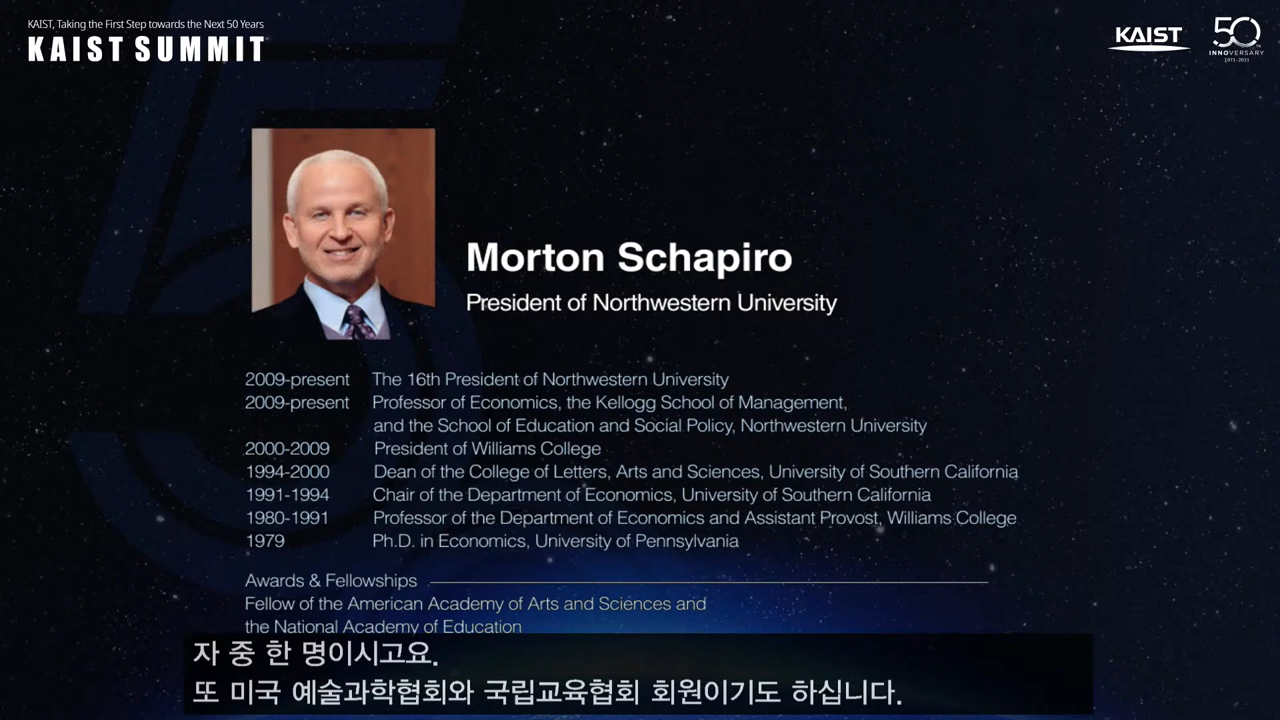 KAIST, Taking the First Step towards the Next 50 Years
KAIST SUMMIT
KAIST
50
INNOVERSARY
1971-2021
Morton Schapiro
President of Northwestern University
2009-present The 16th President of Northwestern University
2009-present Professor of Economics, the Kellogg School of Management,
and the School of Education and Social Policy, Northwestern University
2000-2009 President of Williams College
1994-2000 Dean of the College of Letters, Arts and Sciences, University of Southern California
1991-1994 Chair of the Department of Economics, University of Southern California
1980-1991 Professor of the Department of Economics and Assistant Provost, Williams College
1979 Ph.D. in Economics, University of Pennsylvania
Awards & Fellowships
Fellow of the American Academy of Arts and Sciences and
the National Academy of Education
자 중 한 명이시고요.
또 미국 예술과학협회와 국립교육협회 회원이기도 하십니다.